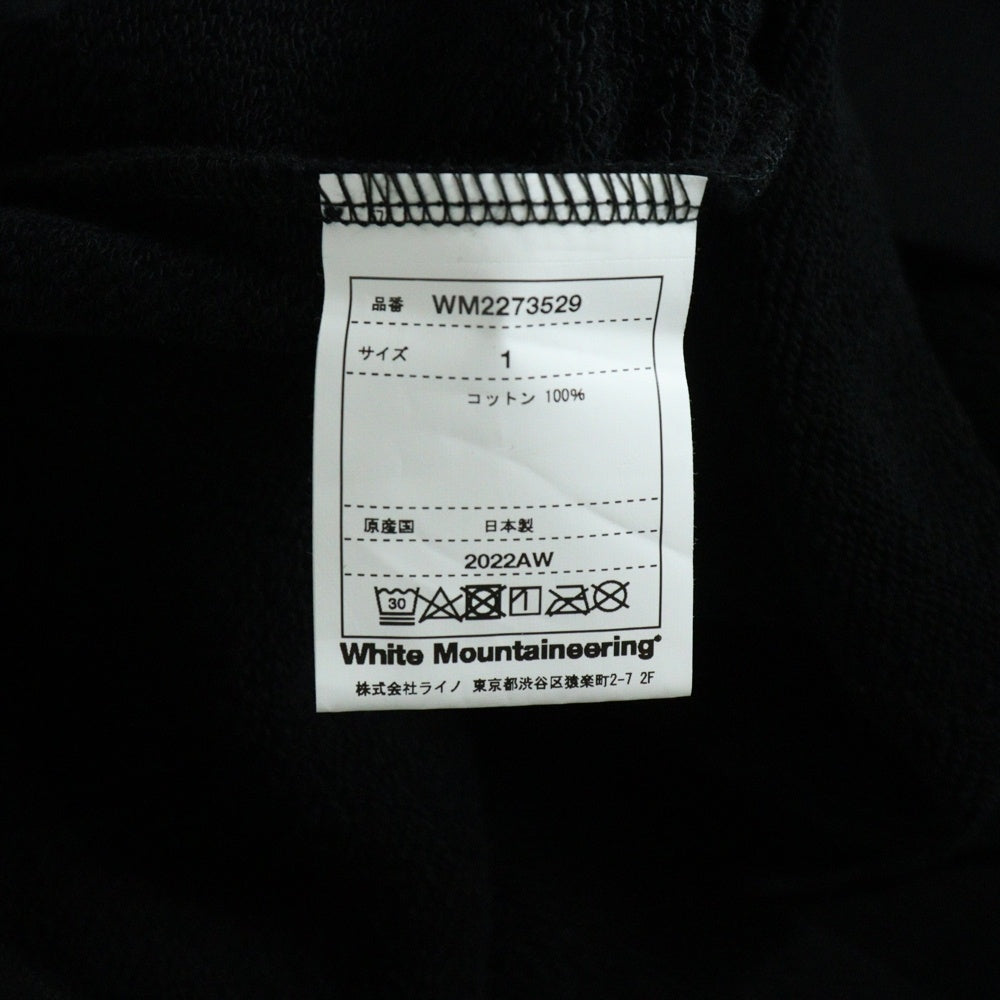 品番 WM2273529
サイズ 1
コットン 100%
原産国 日本製
2022AW
30
White Mountaineering
株式会社ライノ 東京都渋谷区猿楽町2-7 2F